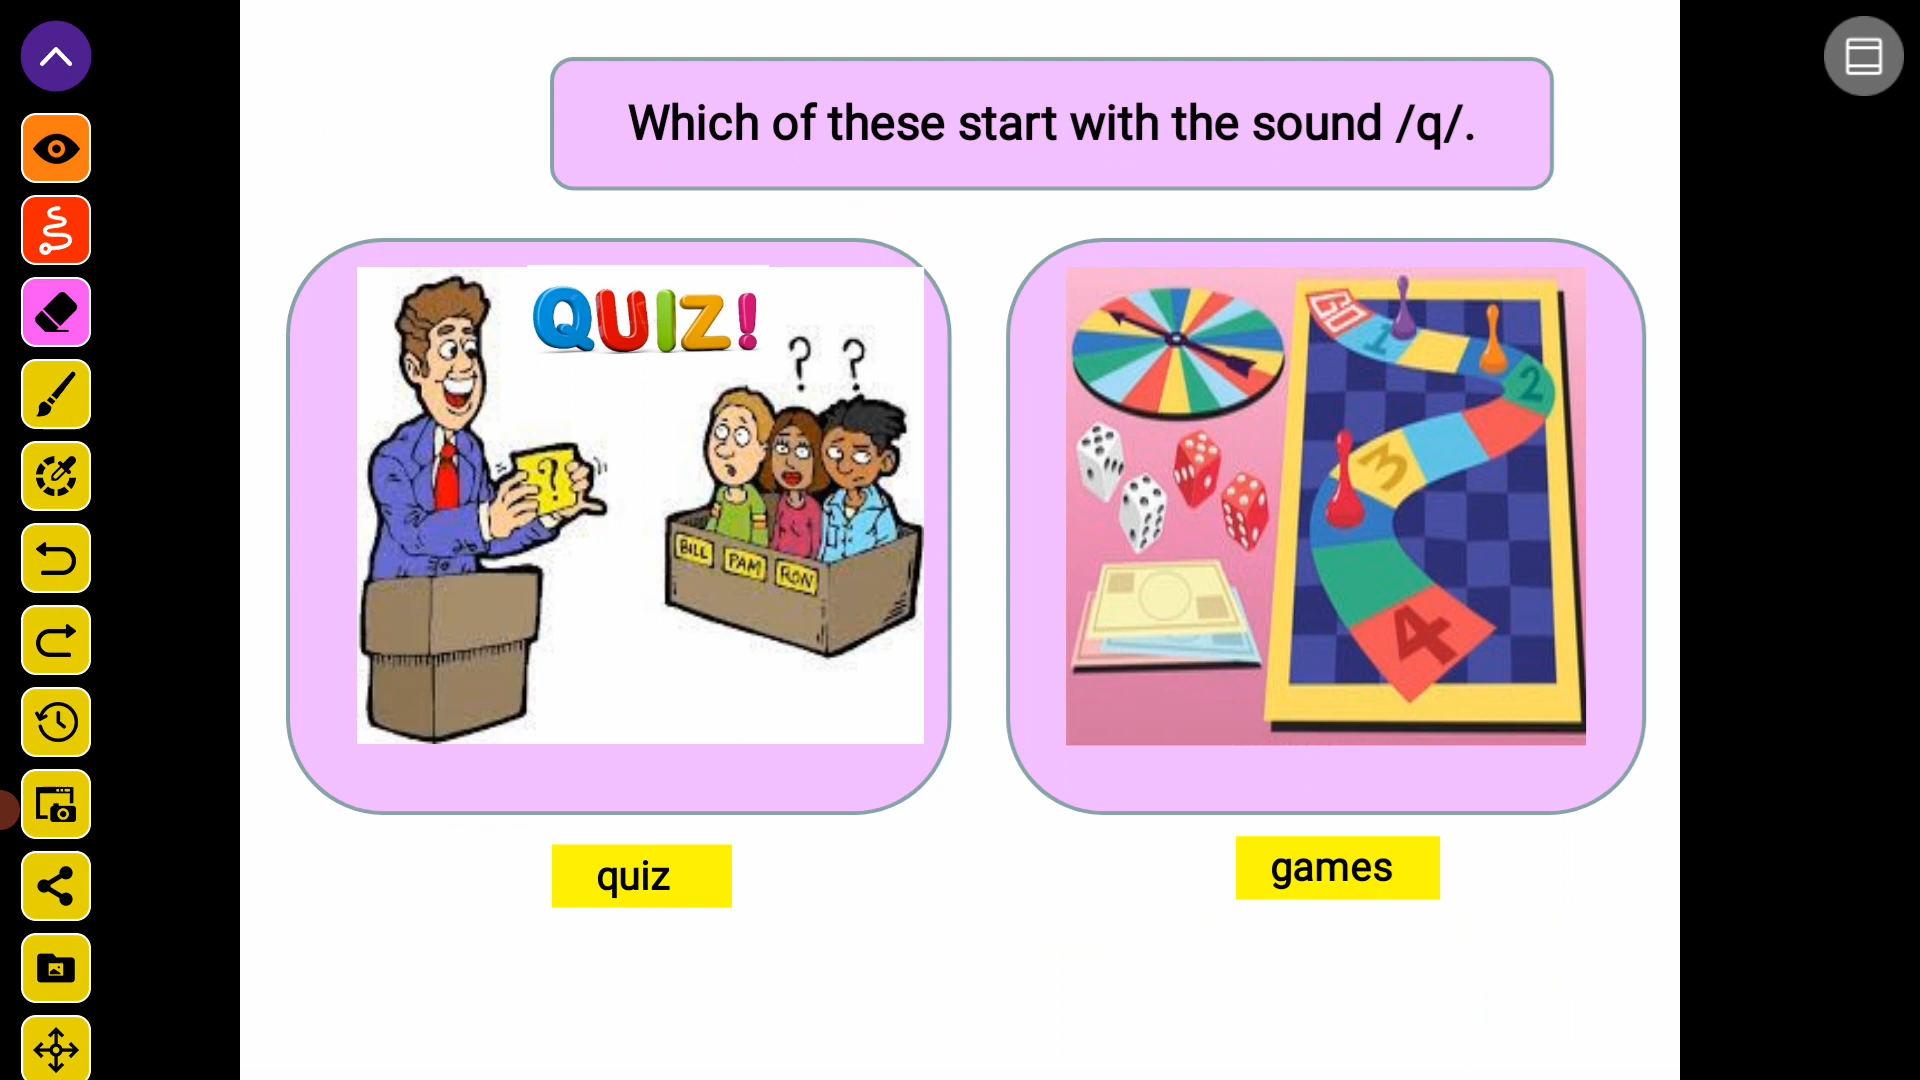 Which of these start with the sound /q/.
QUIZ!
? ?
?
BILL PAM RON
GO
1
2
3
4
quiz
games